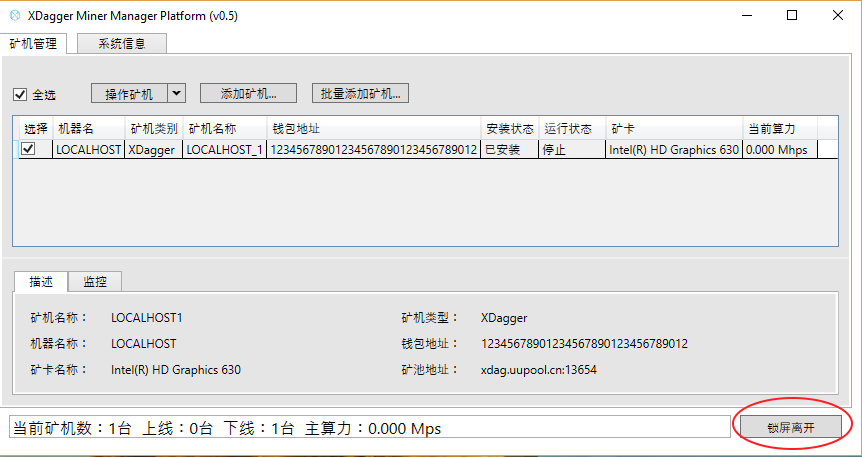 XDagger Miner Manager Platform (v0.5)
矿机管理 系统信息
全选 操作矿机 添加矿机... 批量添加矿机...
选择 机器名 矿机类别 矿机名称 钱包地址 安装状态 运行状态 矿卡 当前算力
LOCALHOST XDagger LOCALHOST_1 12345678901234567890123456789012 已安装 停止 Intel(R) HD Graphics 630 0.000 Mhps
描述 监控
矿机名称： LOCALHOST1 矿机类型： XDagger
机器名称： LOCALHOST 钱包地址： 12345678901234567890123456789012
矿卡名称： Intel(R) HD Graphics 630 矿池地址： xdag.uupool.cn:13654
当前矿机数：1台 上线：0台 下线：1台 主算力：0.000 Mps 锁屏离开